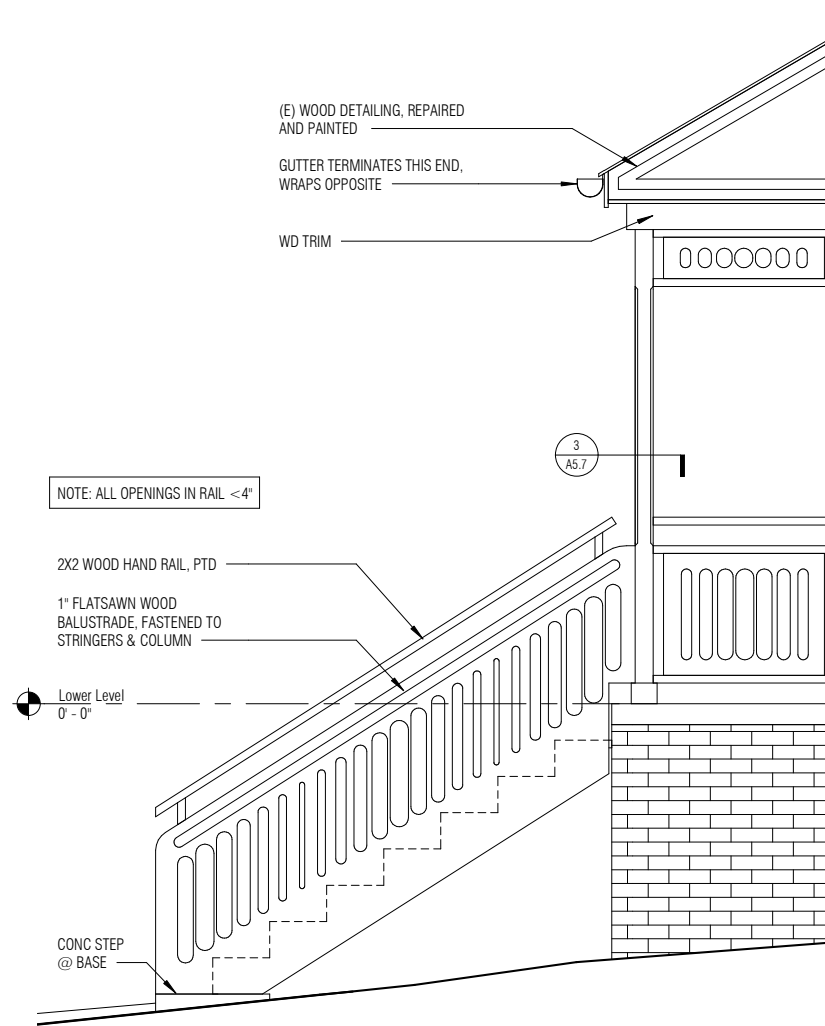 (E) WOOD DETAILING, REPAIRED
AND PAINTED
GUTTER TERMINATES THIS END,
WRAPS OPPOSITE
WD TRIM
3
A5.7
NOTE: ALL OPENINGS IN RAIL <4"
2X2 WOOD HAND RAIL, PTD
1" FLATSAWN WOOD
BALUSTRADE, FASTENED TO
STRINGERS & COLUMN
Lower Level
0' - 0"
CONC STEP
@ BASE